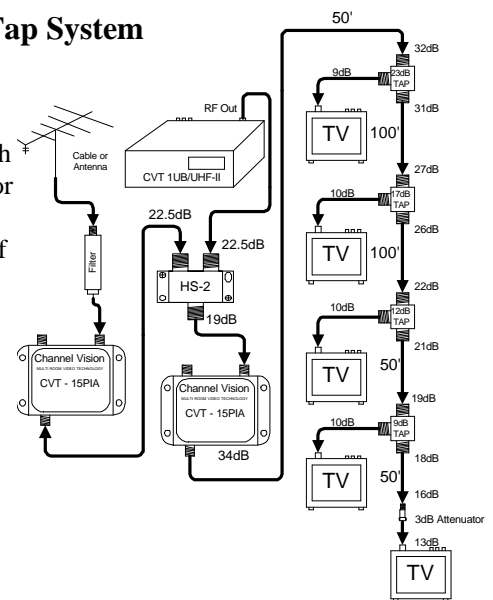 Tap System
h
or
f
Cable or
Antenna
Filter
Channel Vision
MULTI ROOM VIDEO TECHNOLOGY
CVT - 15PIA
RF Out
CVT 1UB/UHF-II
22.5dB
22.5dB
HS-2
19dB
Channel Vision
MULTI ROOM VIDEO TECHNOLOGY
CVT - 15PIA
34dB
50'
32dB
9dB
23dB
TAP
31dB
TV
100'
27dB
10dB
17dB
TAP
26dB
TV
100'
22dB
10dB
12dB
TAP
21dB
TV
50'
19dB
10dB
9dB
TAP
18dB
TV
50'
16dB
3dB Attenuator
13dB
TV